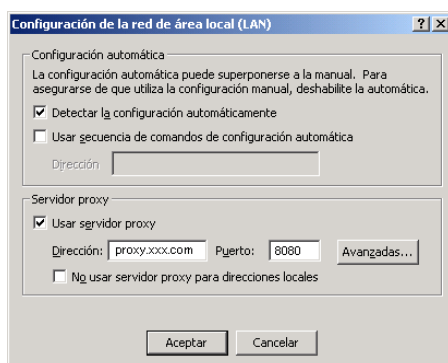 Configuración de la red de área local (LAN)
Configuración automática
La configuración automática puede superponerse a la manual. Para
asegurarse de que utiliza la configuración manual, deshabilite la automática.
Detectar la configuración automáticamente
Usar secuencia de comandos de configuración automática
Dirección
Servidor proxy
Usar servidor proxy
Dirección: proxy.xxx.com Puerto: 8080 Avanzadas...
No usar servidor proxy para direcciones locales
Aceptar Cancelar